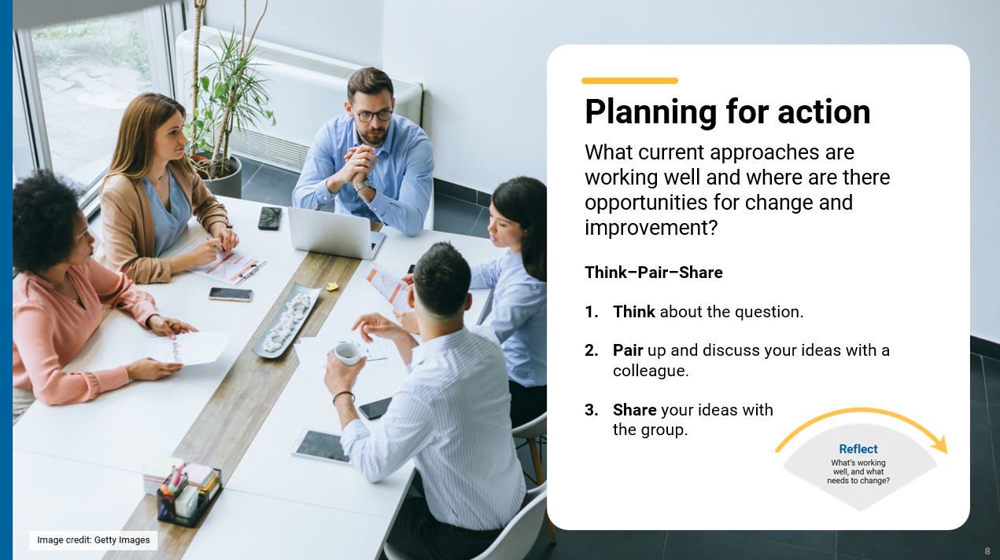 Planning for action
What current approaches are
working well and where are there
opportunities for change and
improvement?
Think–Pair–Share
1. Think about the question.
2. Pair up and discuss your ideas with a
colleague.
3. Share your ideas with
the group.
Reflect
What's working
well, and what
needs to change?
Image credit: Getty Images
8